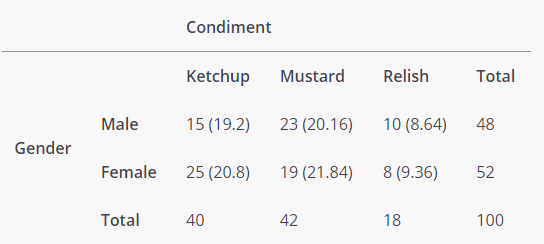 Condiment
Ketchup Mustard Relish Total
Male 15 (19.2) 23 (20.16) 10 (8.64) 48
Gender
Female 25 (20.8) 19 (21.84) 8 (9.36) 52
Total 40 42 18 100